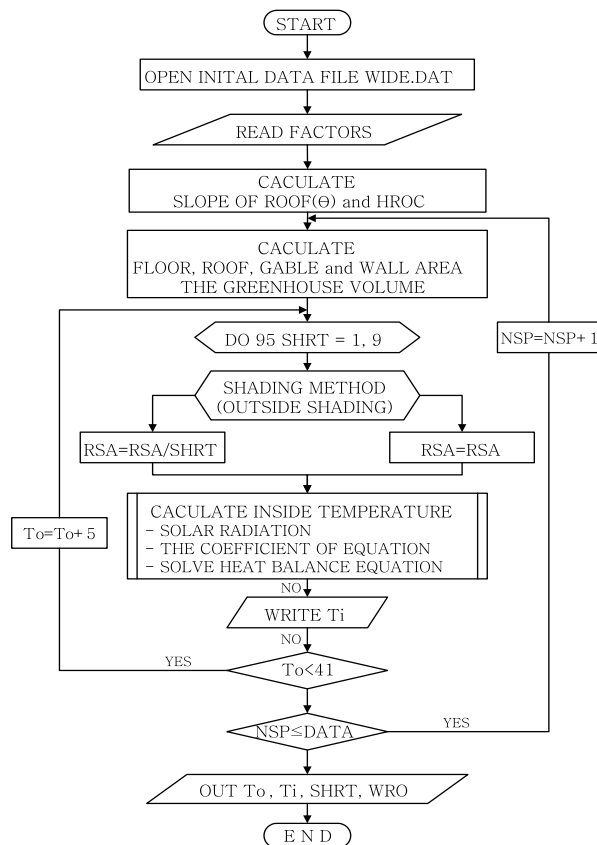 START
OPEN INITAL DATA FILE WIDE.DAT
READ FACTORS
CACULATE
SLOPE OF ROOF(Θ) and HROC
CACULATE
FLOOR, ROOF, GABLE and WALL AREA
THE GREENHOUSE VOLUME
DO 95 SHRT = 1, 9
NSP=NSP+1
SHADING METHOD
(OUTSIDE SHADING)
RSA=RSA/SHRT
RSA=RSA
CACULATE INSIDE TEMPERATURE
- SOLAR RADIATION
- THE COEFFICIENT OF EQUATION
- SOLVE HEAT BALANCE EQUATION
To=To+5
NO
WRITE Ti
NO
YES
To<41
NSP≤DATA
YES
OUT To, Ti, SHRT, WRO
E N D